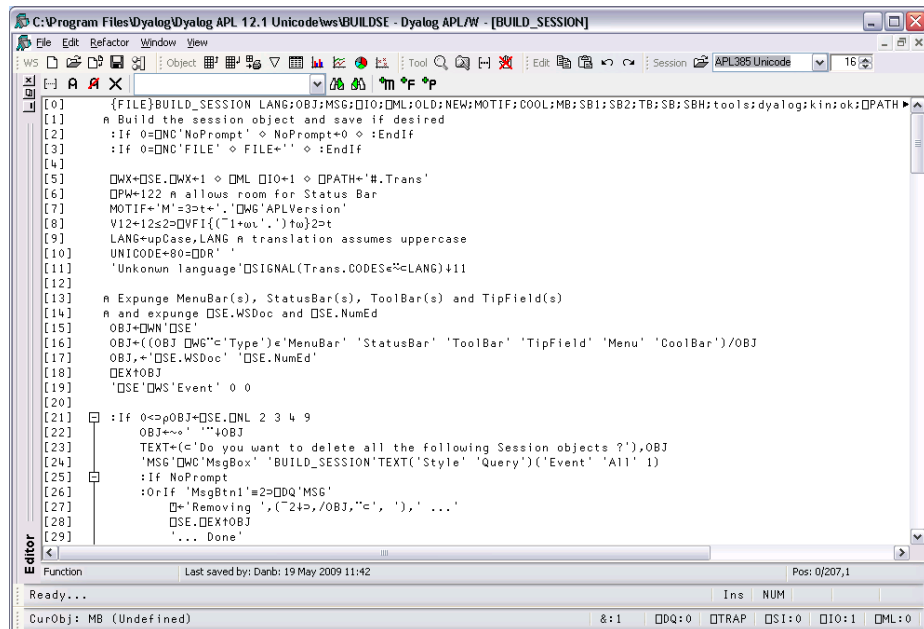 C:\Program Files\Dyalog\Dyalog APL 12.1 Unicode\ws\BUILDSE - Dyalog APL/W - [BUILD_SESSION]
File Edit Refactor Window View
WS Object Tool Edit Session APL385 Unicode 16
[0] {FILE}BUILD_SESSION LANG;OBJ;MSG;⎕IO;⎕ML;OLD;NEW;MOTIF;COOL;MB;SB1;SB2;TB;SB;SBH;tools;dyalog;kin;ok;⎕PATH
[1] ⍝ Build the session object and save if desired
[2] :If 0=⎕NC'NoPrompt' ⋄ NoPrompt←0 ⋄ :EndIf
[3] :If 0=⎕NC'FILE' ⋄ FILE←'' ⋄ :EndIf
[4]
[5] ⎕WX←⎕SE.⎕WX←1 ⋄ ⎕ML ⎕IO←1 ⋄ ⎕PATH←'#.Trans'
[6] ⎕PW←122 ⍝ allows room for Status Bar
[7] MOTIF←'M'=3⊃t←'.'⎕WG'APLVersion'
[8] V12←12≤2⊃⎕VFI{(¯1+⍵⍳'.')↑⍵}2⊃t
[9] LANG←upCase,LANG ⍝ translation assumes uppercase
[10] UNICODE←80=⎕DR' '
[11] 'Unkonwn language'⎕SIGNAL(Trans.CODES∊⍨⊂LANG)↓11
[12]
[13] ⍝ Expunge MenuBar(s), StatusBar(s), ToolBar(s) and TipField(s)
[14] ⍝ and expunge ⎕SE.WSDoc and ⎕SE.NumEd
[15] OBJ←⎕WN'⎕SE'
[16] OBJ←((OBJ ⎕WG¨⊂'Type')∊'MenuBar' 'StatusBar' 'ToolBar' 'TipField' 'Menu' 'CoolBar')/OBJ
[17] OBJ,←'⎕SE.WSDoc' '⎕SE.NumEd'
[18] ⎕EX↑OBJ
[19] '⎕SE'⎕WS'Event' 0 0
[20]
[21] :If 0<⊃⍴OBJ←⎕SE.⎕NL 2 3 4 9
[22] OBJ←~∘' '¨↓OBJ
[23] TEXT←(⊂'Do you want to delete all the following Session objects ?'),OBJ
[24] 'MSG'⎕WC'MsgBox' 'BUILD_SESSION'TEXT('Style' 'Query')('Event' 'All' 1)
[25] :If NoPrompt
[26] :OrIf 'MsgBtn1'≡2⊃⎕DQ'MSG'
[27] ⍞←'Removing ',(¯2↓⊃,/OBJ,¨⊂', '),' ...'
[28] ⎕SE.⎕EX↑OBJ
[29] '... Done'
Editor
Function Last saved by: Danb: 19 May 2009 11:42 Pos: 0/207,1
Ready... Ins NUM
CurObj: MB (Undefined) &:1 ⎕DQ:0 ⎕TRAP ⎕SI:0 ⎕IO:1 ⎕ML:0